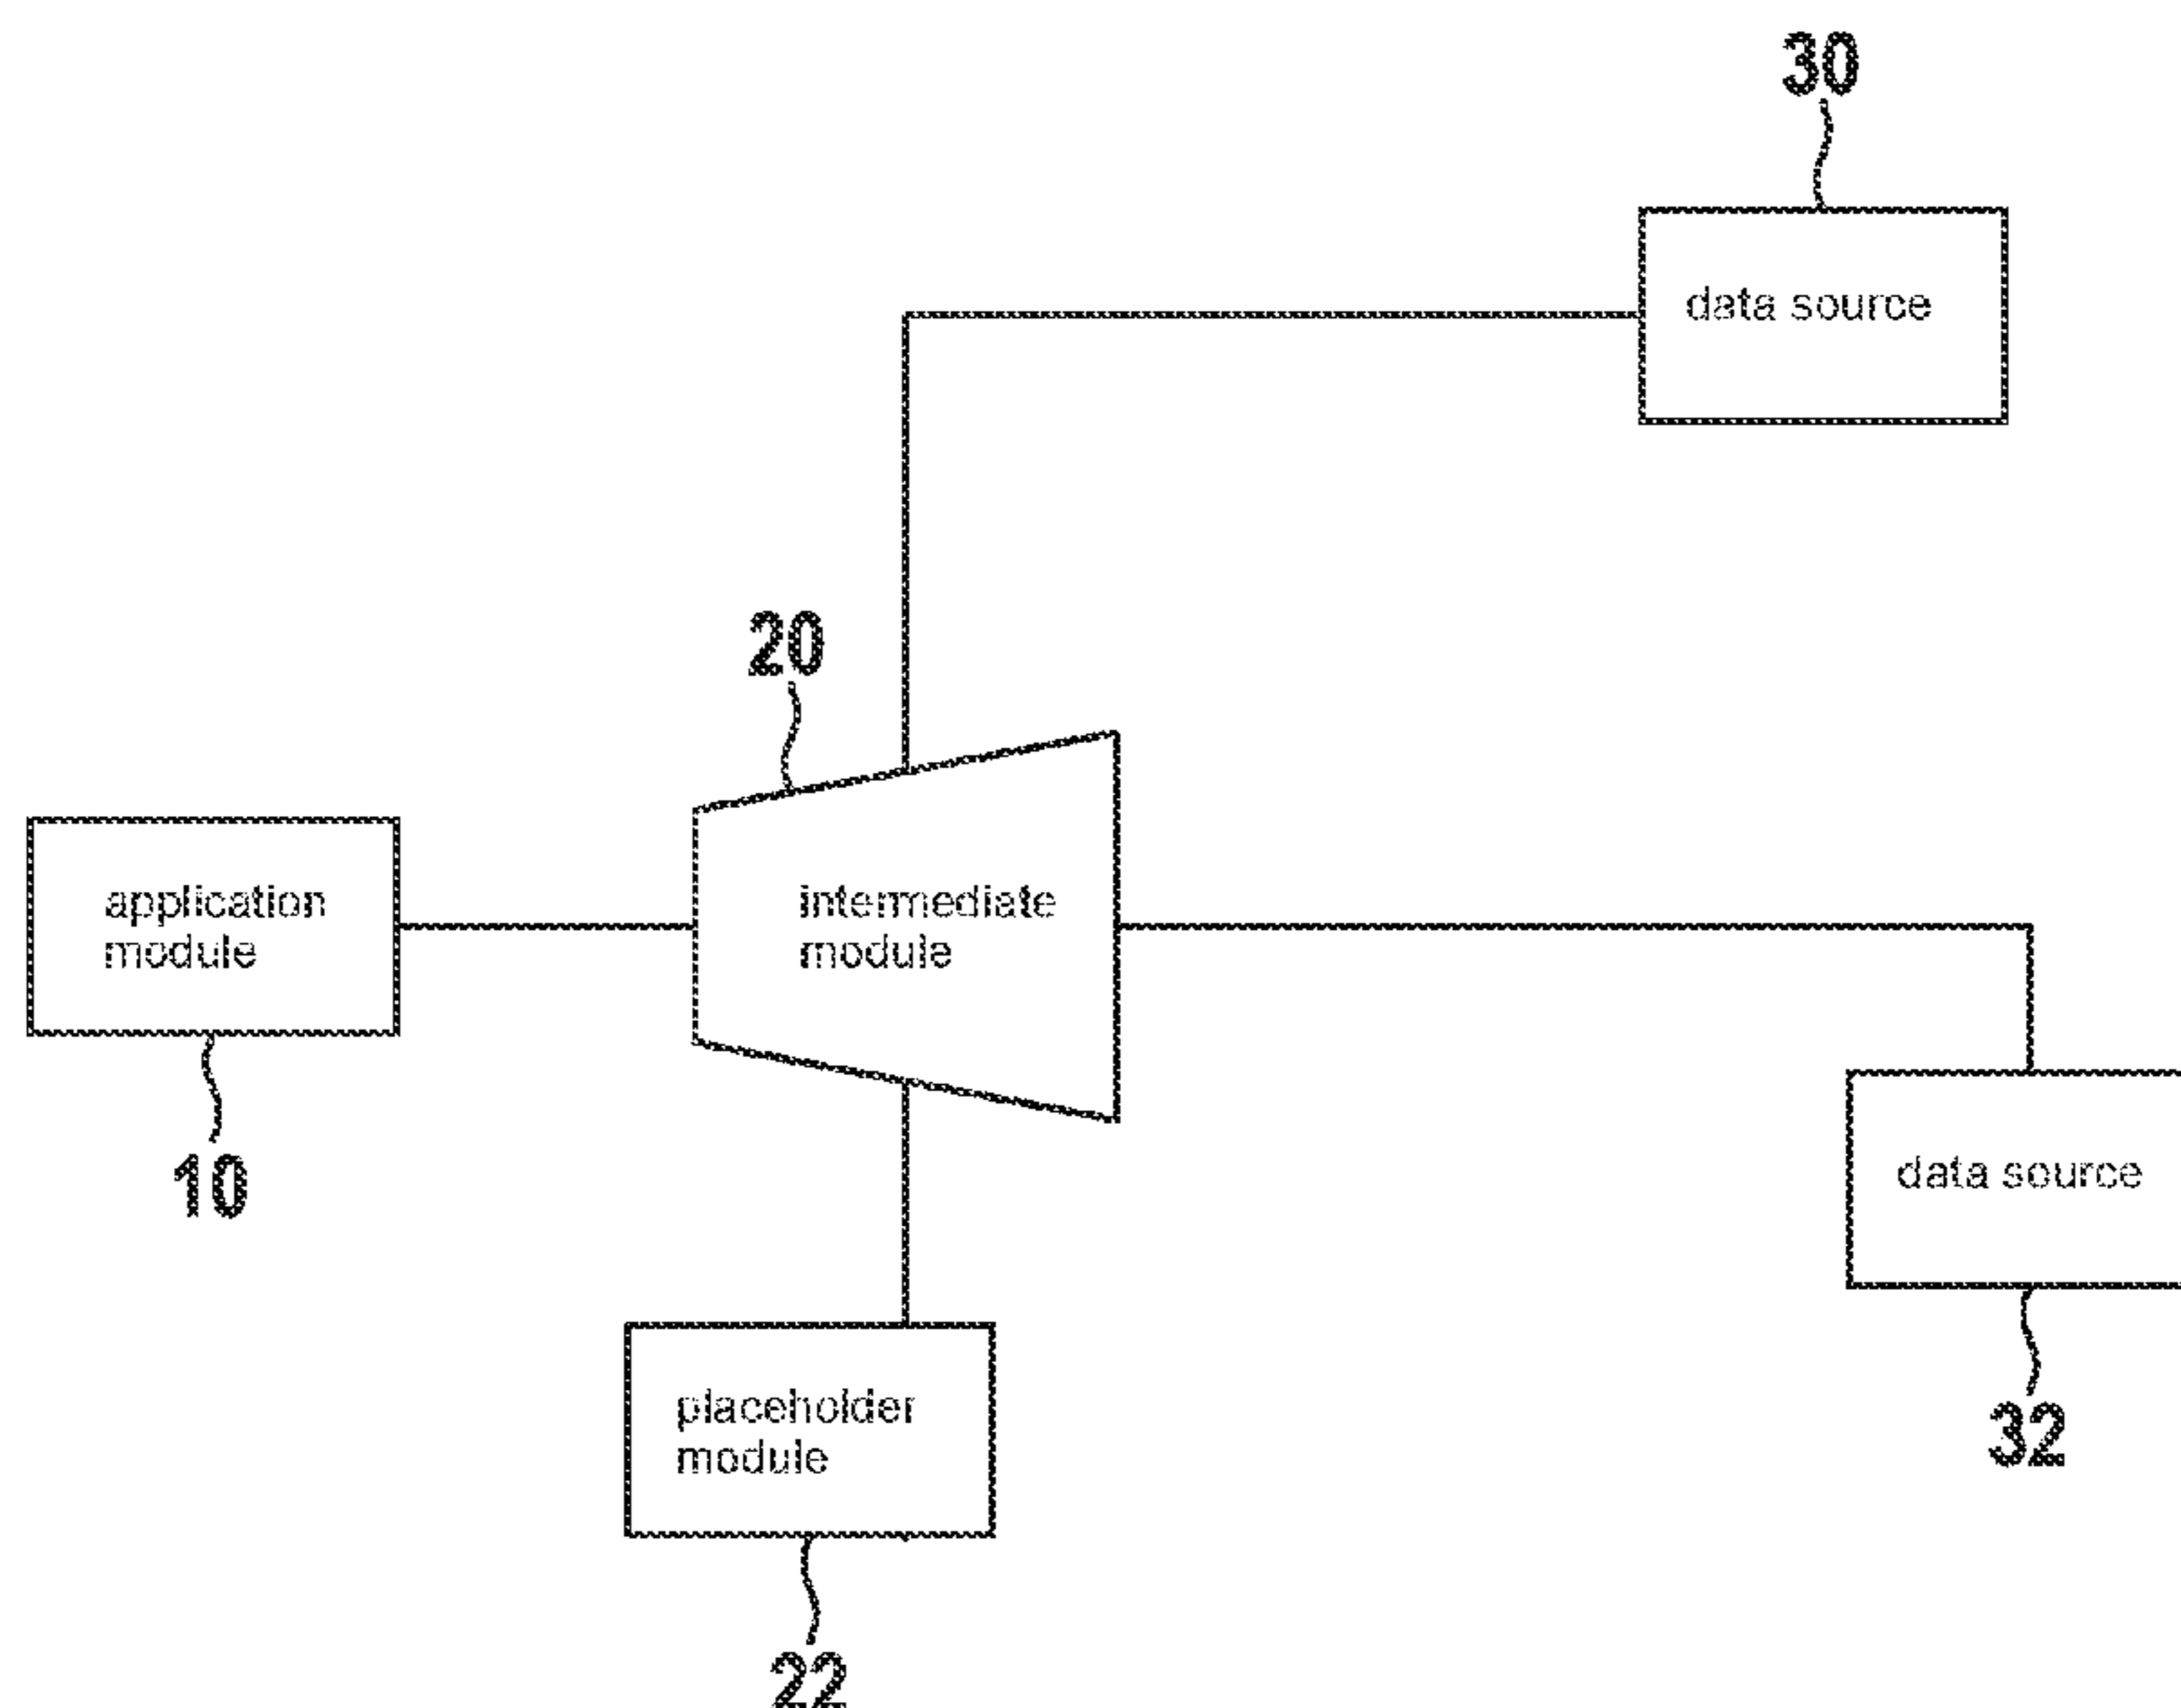 30
data source
20
application
module
intermediate
module
10
data source
placeholder
module
32
22